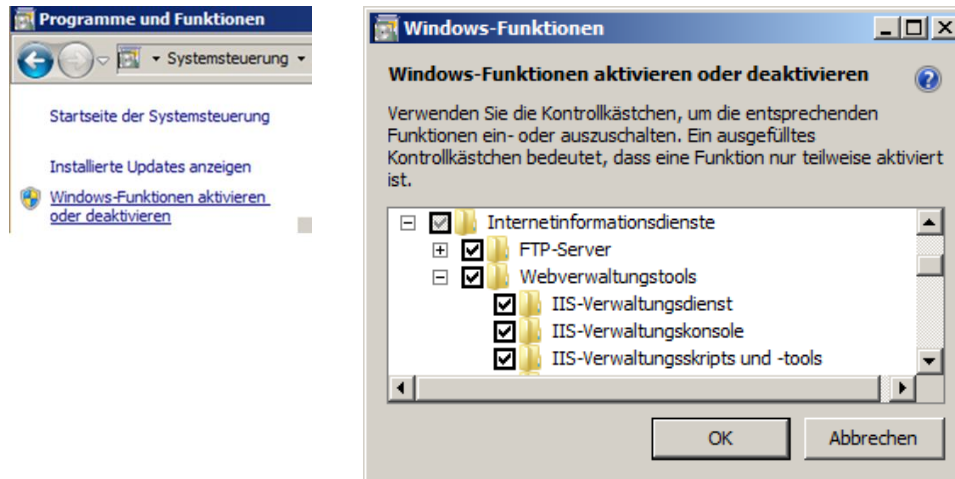 Programme und Funktionen
Systemsteuerung
Startseite der Systemsteuerung
Installierte Updates anzeigen
Windows-Funktionen aktivieren
oder deaktivieren
Windows-Funktionen
Windows-Funktionen aktivieren oder deaktivieren
Verwenden Sie die Kontrollkästchen, um die entsprechenden
Funktionen ein- oder auszuschalten. Ein ausgefülltes
Kontrollkästchen bedeutet, dass eine Funktion nur teilweise aktiviert
ist.
Internetinformationsdienste
FTP-Server
Webverwaltungstools
IIS-Verwaltungsdienst
IIS-Verwaltungskonsole
IIS-Verwaltungsskripts und -tools
OK
Abbrechen